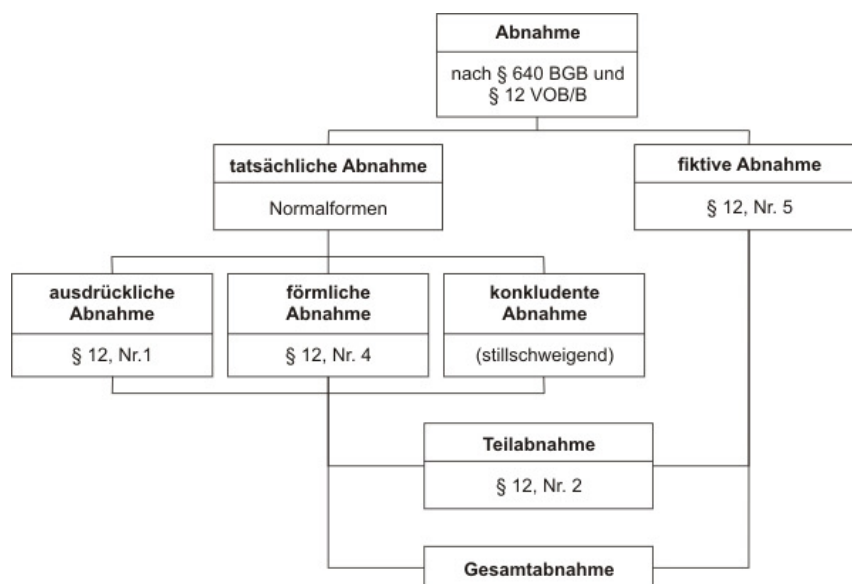 Abnahme
nach § 640 BGB und
§ 12 VOB/B
tatsächliche Abnahme
Normalformen
fiktive Abnahme
§ 12, Nr. 5
ausdrückliche
Abnahme
§ 12, Nr.1
förmliche
Abnahme
§ 12, Nr. 4
konkludente
Abnahme
(stillschweigend)
Teilabnahme
§ 12, Nr. 2
Gesamtabnahme